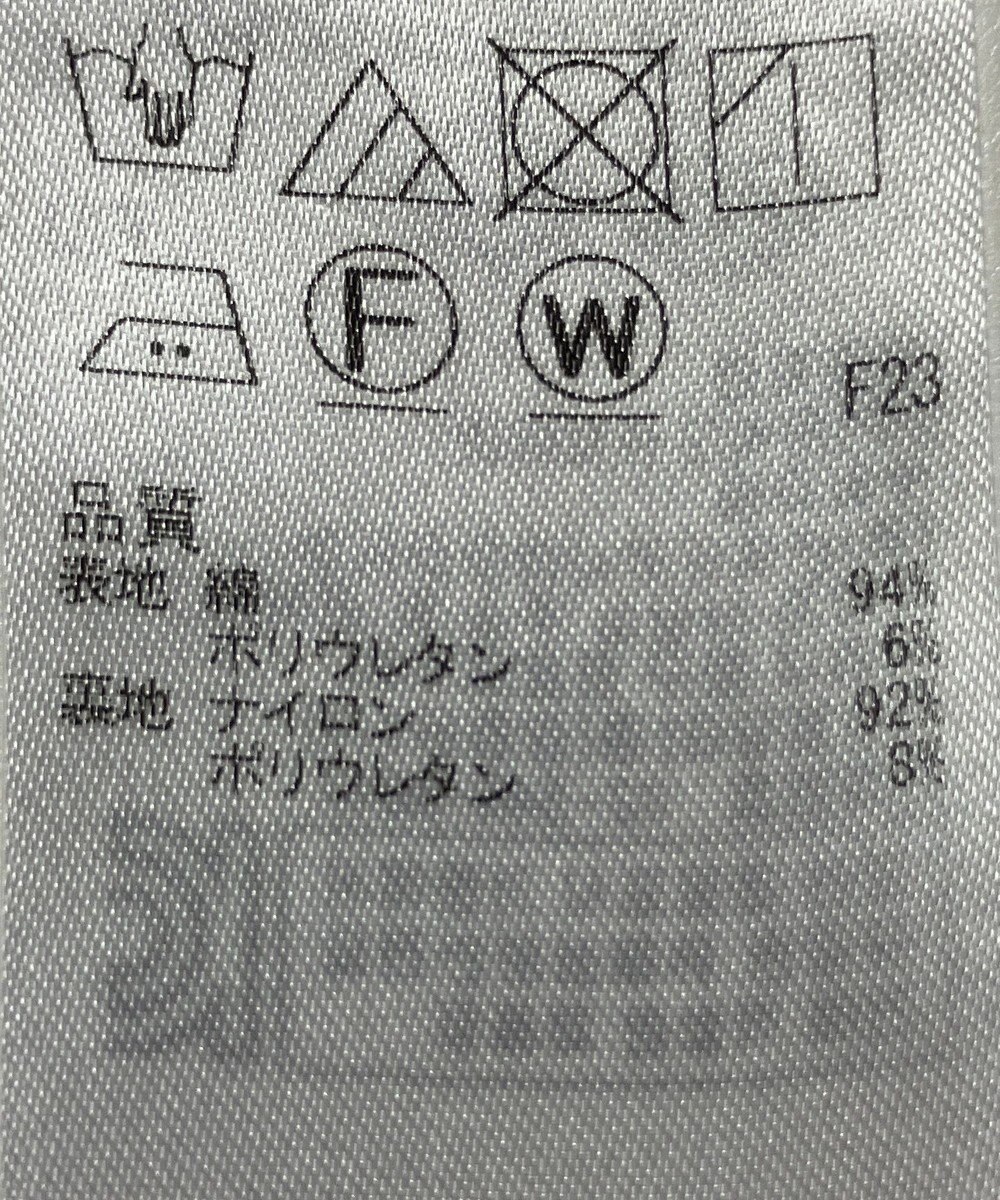 F W
F23
品質
表地 綿 94%
ポリウレタン 6%
裏地 ナイロン 92%
ポリウレタン 8%